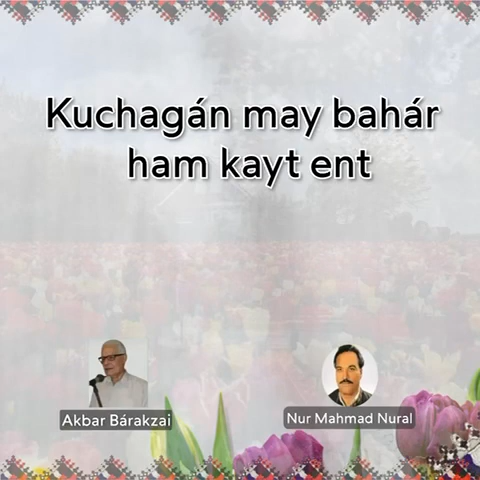 Kuchagán may bahár
ham kayt ent
Akbar Bárakzai
Nur Mahmad Nural